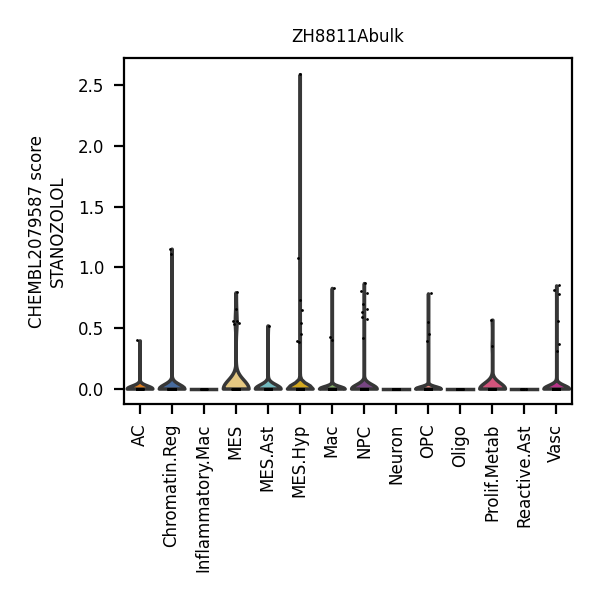 ZH8811Abulk
CHEMBL2079587 score
STANOZOLOL
2.5
2.0
1.5
1.0
0.5
0.0
AC
Chromatin.Reg
Inflammatory.Mac
MES
MES.Ast
MES.Hyp
Mac
NPC
Neuron
OPC
Oligo
Prolif.Metab
Reactive.Ast
Vasc